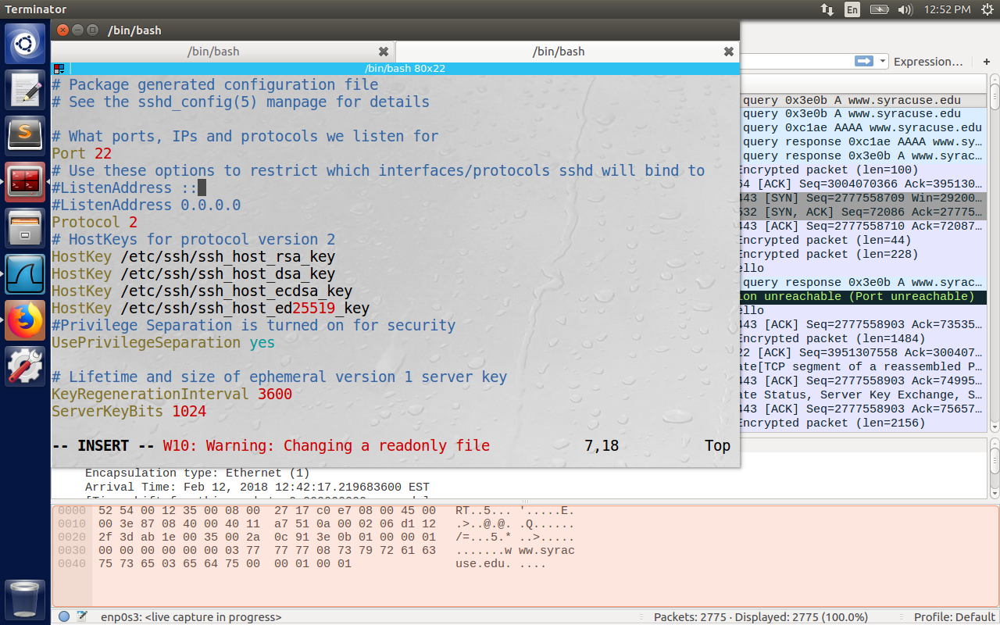 Terminator
En
12:52 PM
/bin/bash
/bin/bash
/bin/bash
/bin/bash 80x22
# Package generated configuration file
# See the sshd_config(5) manpage for details
# What ports, IPs and protocols we listen for
Port 22
# Use these options to restrict which interfaces/protocols sshd will bind to
#ListenAddress ::
#ListenAddress 0.0.0.0
Protocol 2
# HostKeys for protocol version 2
HostKey /etc/ssh/ssh_host_rsa_key
HostKey /etc/ssh/ssh_host_dsa_key
HostKey /etc/ssh/ssh_host_ecdsa_key
HostKey /etc/ssh/ssh_host_ed25519_key
#Privilege Separation is turned on for security
UsePrivilegeSeparation yes
# Lifetime and size of ephemeral version 1 server key
KeyRegenerationInterval 3600
ServerKeyBits 1024
-- INSERT -- W10: Warning: Changing a readonly file 7,18 Top
Expression… +
query 0x3e0b A www.syracuse.edu
query 0x3e0b A www.syracuse.edu
query 0xc1ae AAAA www.syracuse.edu
query response 0xc1ae AAAA www.sy…
query response 0x3e0b A www.syrac…
Encrypted packet (len=100)
64 [ACK] Seq=3004070366 Ack=395130…
443 [SYN] Seq=2777558709 Win=29200…
532 [SYN, ACK] Seq=72086 Ack=27775…
443 [ACK] Seq=2777558710 Ack=72087…
Encrypted packet (len=44)
Encrypted packet (len=228)
ello
query response 0x3e0b A www.syrac…
ion unreachable (Port unreachable)
ello
443 [ACK] Seq=2777558903 Ack=73535…
Encrypted packet (len=1484)
22 [ACK] Seq=3951307558 Ack=300407…
ate[TCP segment of a reassembled P…
443 [ACK] Seq=2777558903 Ack=74995…
ate Status, Server Key Exchange, S…
443 [ACK] Seq=2777558903 Ack=75657…
Encrypted packet (len=2156)
Encapsulation type: Ethernet (1)
Arrival Time: Feb 12, 2018 12:42:17.219683600 EST
0000 52 54 00 12 35 00 08 00 27 17 c0 e7 08 00 45 00 RT..5... '.....E.
0010 00 3e 87 08 40 00 40 11 a7 51 0a 00 02 06 d1 12 .>..@.@. .Q......
0020 2f 3d ab 1e 00 35 00 2a 0c 91 3e 0b 01 00 00 01 /=...5.* ..>.....
0030 00 00 00 00 00 00 03 77 77 77 08 73 79 72 61 63 .......w ww.syrac
0040 75 73 65 03 65 64 75 00 00 01 00 01 use.edu. ....
enp0s3: <live capture in progress>
Packets: 2775 · Displayed: 2775 (100.0%)
Profile: Default